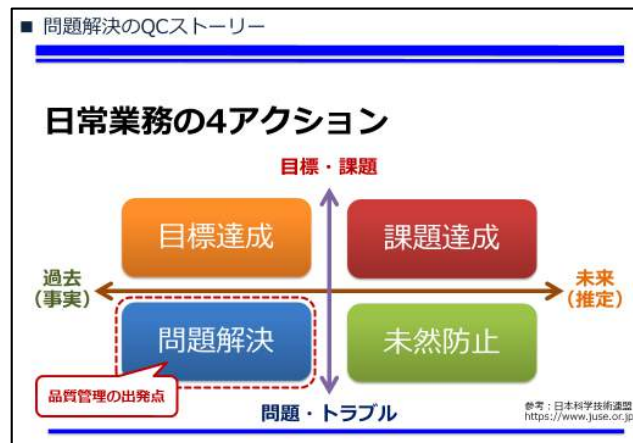 ■ 問題解決のQCストーリー
日常業務の4アクション
目標・課題
目標達成
課題達成
過去
(事実)
未来
(推定)
問題解決
未然防止
品質管理の出発点
問題・トラブル
参考：日本科学技術連盟
https://www.juse.or.jp